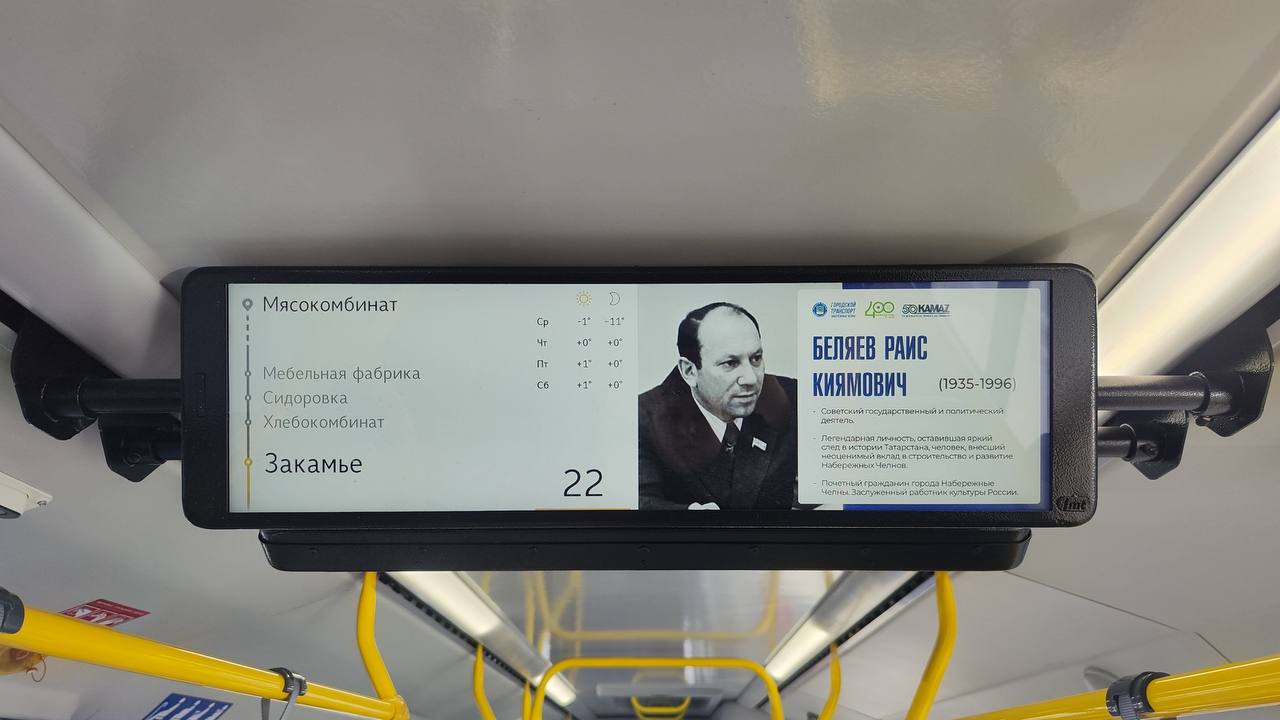 Мясокомбинат
Мебельная фабрика
Сидоровка
Хлебокомбинат
Закамье
Ср -1° -11°
Чт +0° +0°
Пт +1° +0°
Сб +1° +0°
22
ГОРОДСКОЙ
ТРАНСПОРТ
400
50 KAMAZ
БЕЛЯЕВ РАИС
КИЯМОВИЧ (1935-1996)
- Советский государственный и политический
деятель.
- Легендарная личность, оставившая яркий
след в истории Татарстана, человек, внесший
неоценимый вклад в строительство и развитие
Набережных Челнов.
- Почетный гражданин города Набережные
Челны. Заслуженный работник культуры России.